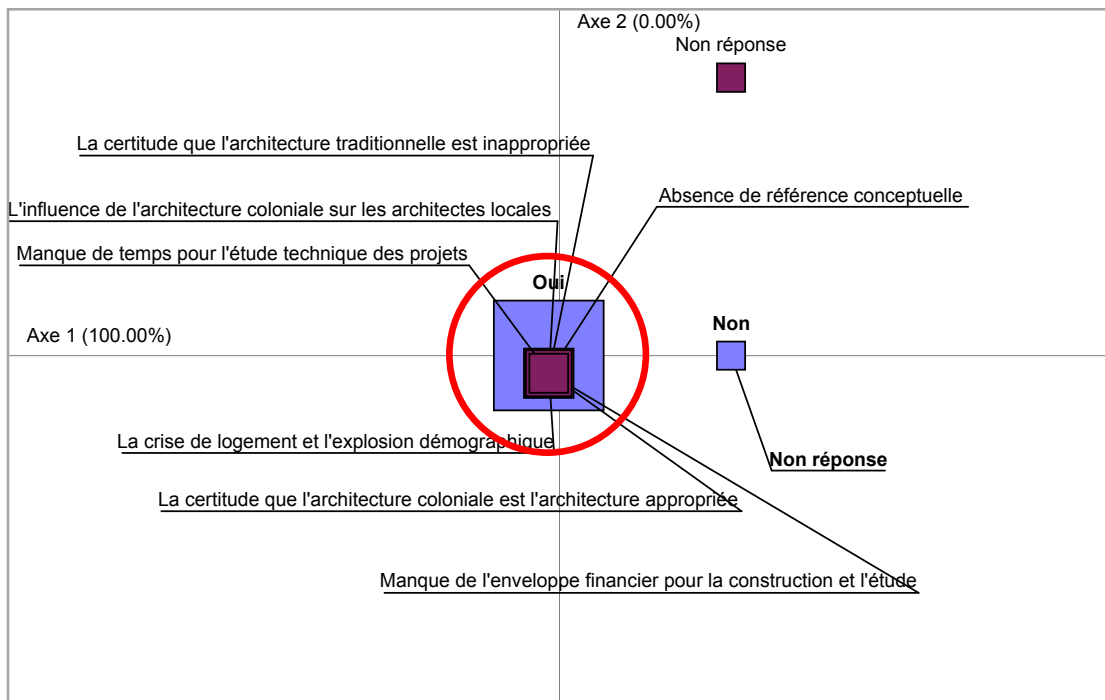 Axe 2 (0.00%)
Non réponse
La certitude que l'architecture traditionnelle est inappropriée
Absence de référence conceptuelle
L'influence de l'architecture coloniale sur les architectes locales
Manque de temps pour l'étude technique des projets
Oui
Non
Axe 1 (100.00%)
La crise de logement et l'explosion démographique
Non réponse
La certitude que l'architecture coloniale est l'architecture appropriée
Manque de l'enveloppe financier pour la construction et l'étude